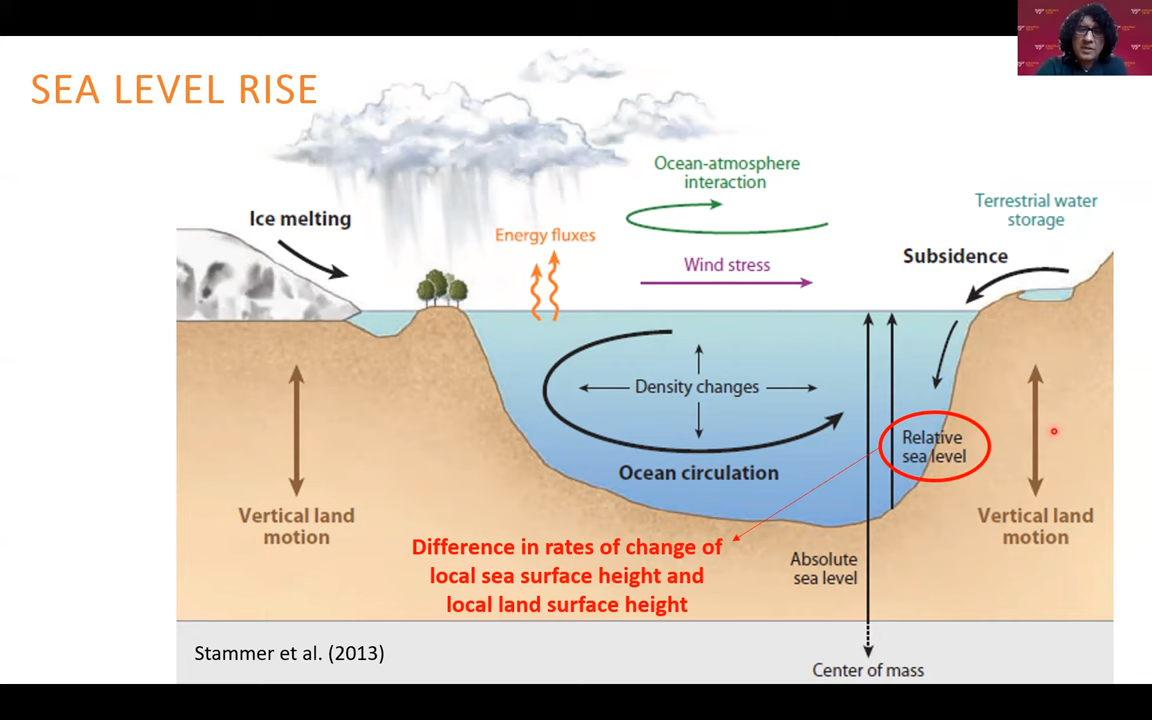 SEA LEVEL RISE
Ocean-atmosphere
interaction
Terrestrial water
storage
Ice melting
Energy fluxes
Wind stress
Subsidence
Density changes
Relative
sea level
Ocean circulation
Vertical land
motion
Vertical land
motion
Difference in rates of change of
local sea surface height and
local land surface height
Absolute
sea level
Stammer et al. (2013)
Center of mass